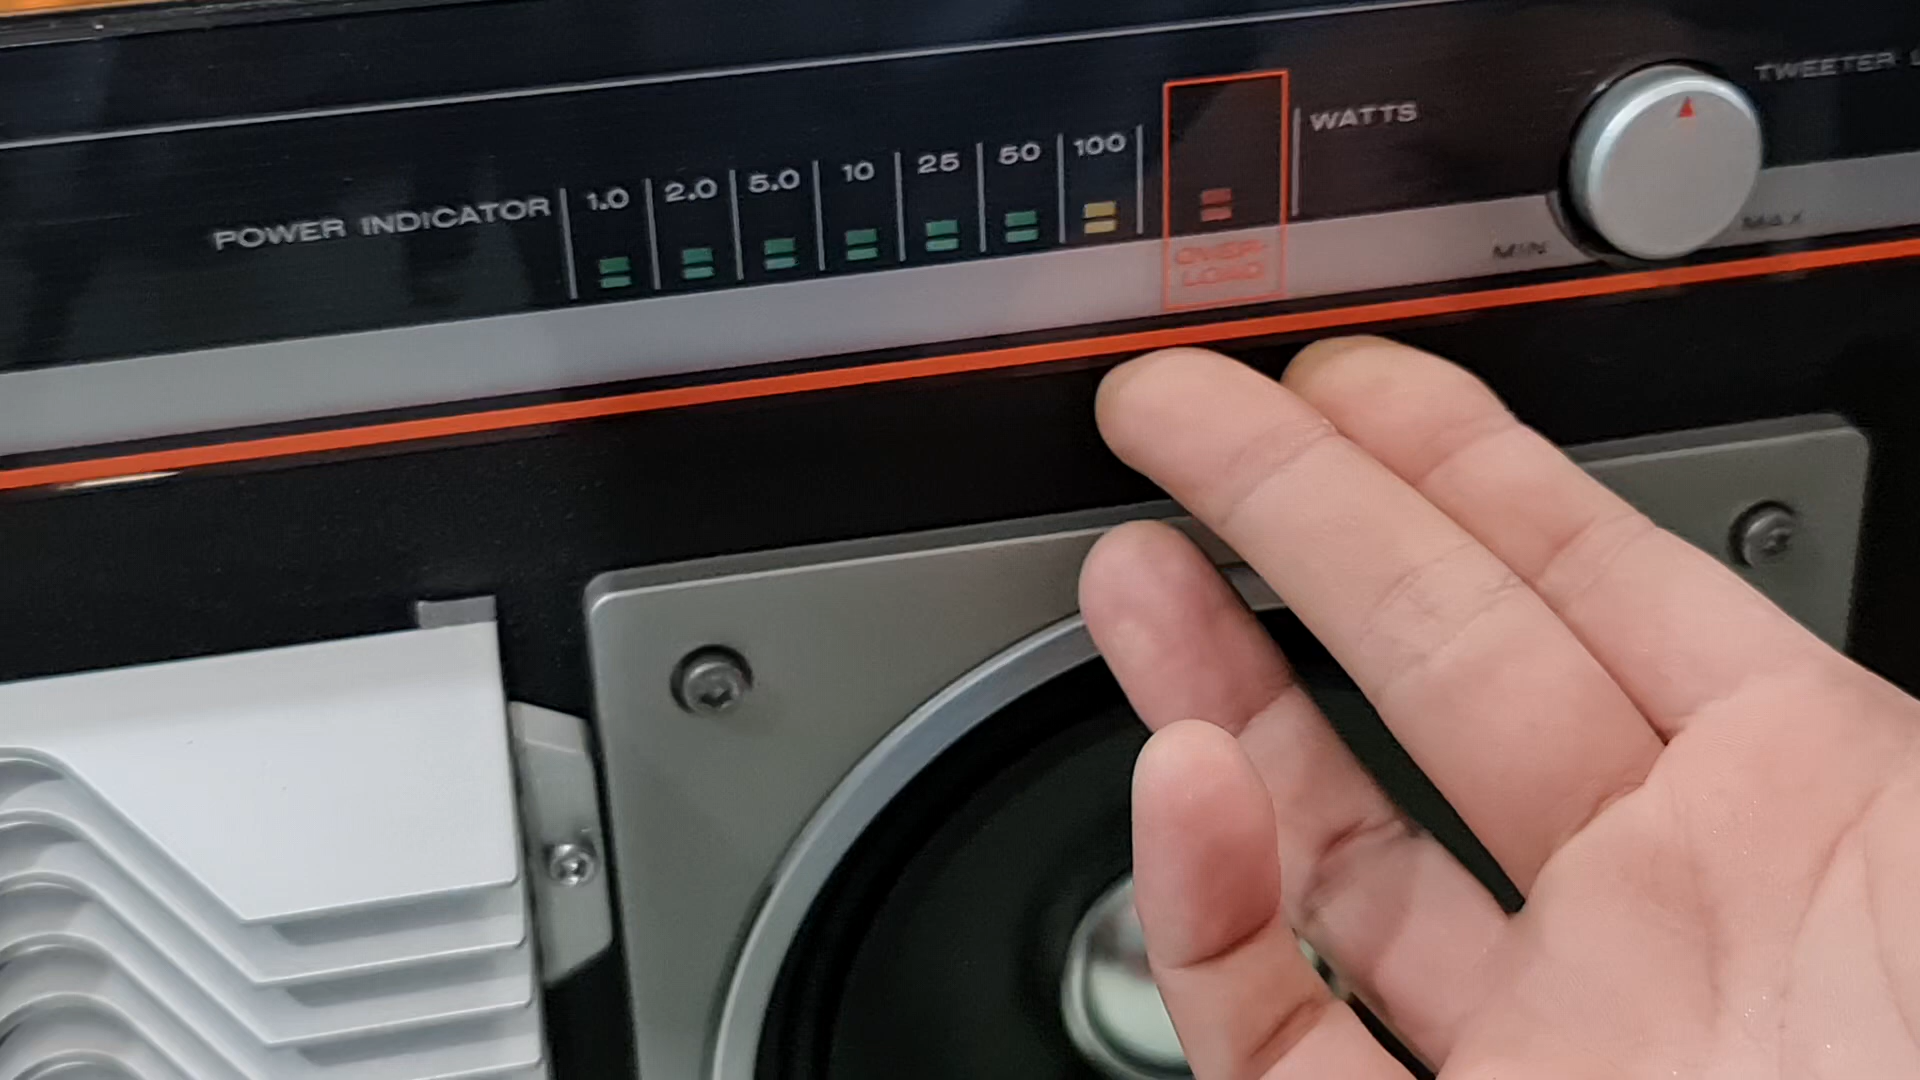 POWER INDICATOR 1.0 2.0 5.0 10 25 50 100 WATTS
OVER-
LOAD
TWEETER
MIN MAX